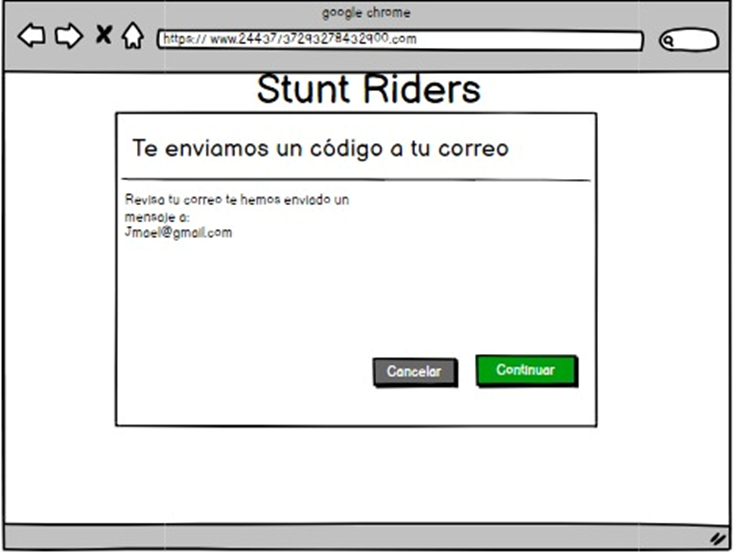 google chrome
https:// www.24437/37293278432900.com
Stunt Riders
Te enviamos un código a tu correo
Revisa tu correo te hemos enviado un
mensaje a:
Jmael@gmail.com
Cancelar
Continuar